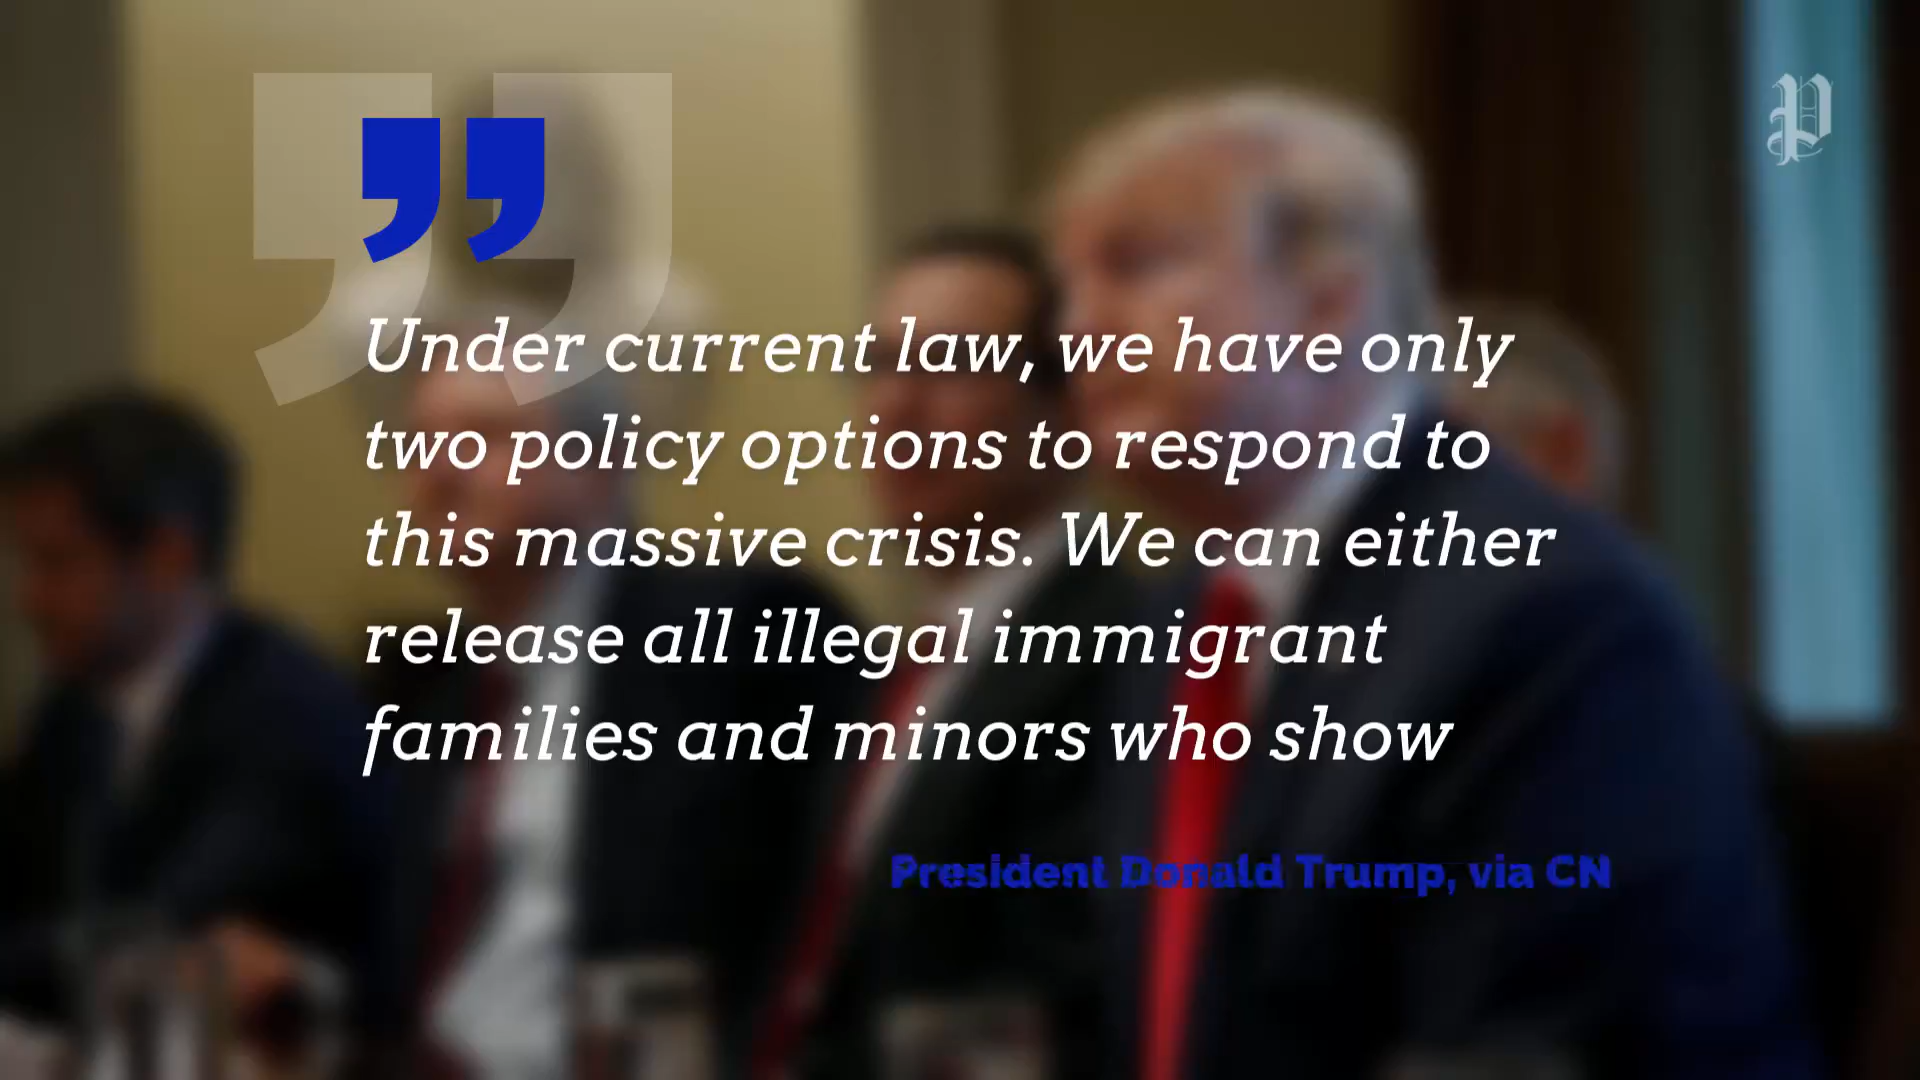 Under current law, we have only
two policy options to respond to
this massive crisis. We can either
release all illegal immigrant
families and minors who show
President Donald Trump, via CN
P